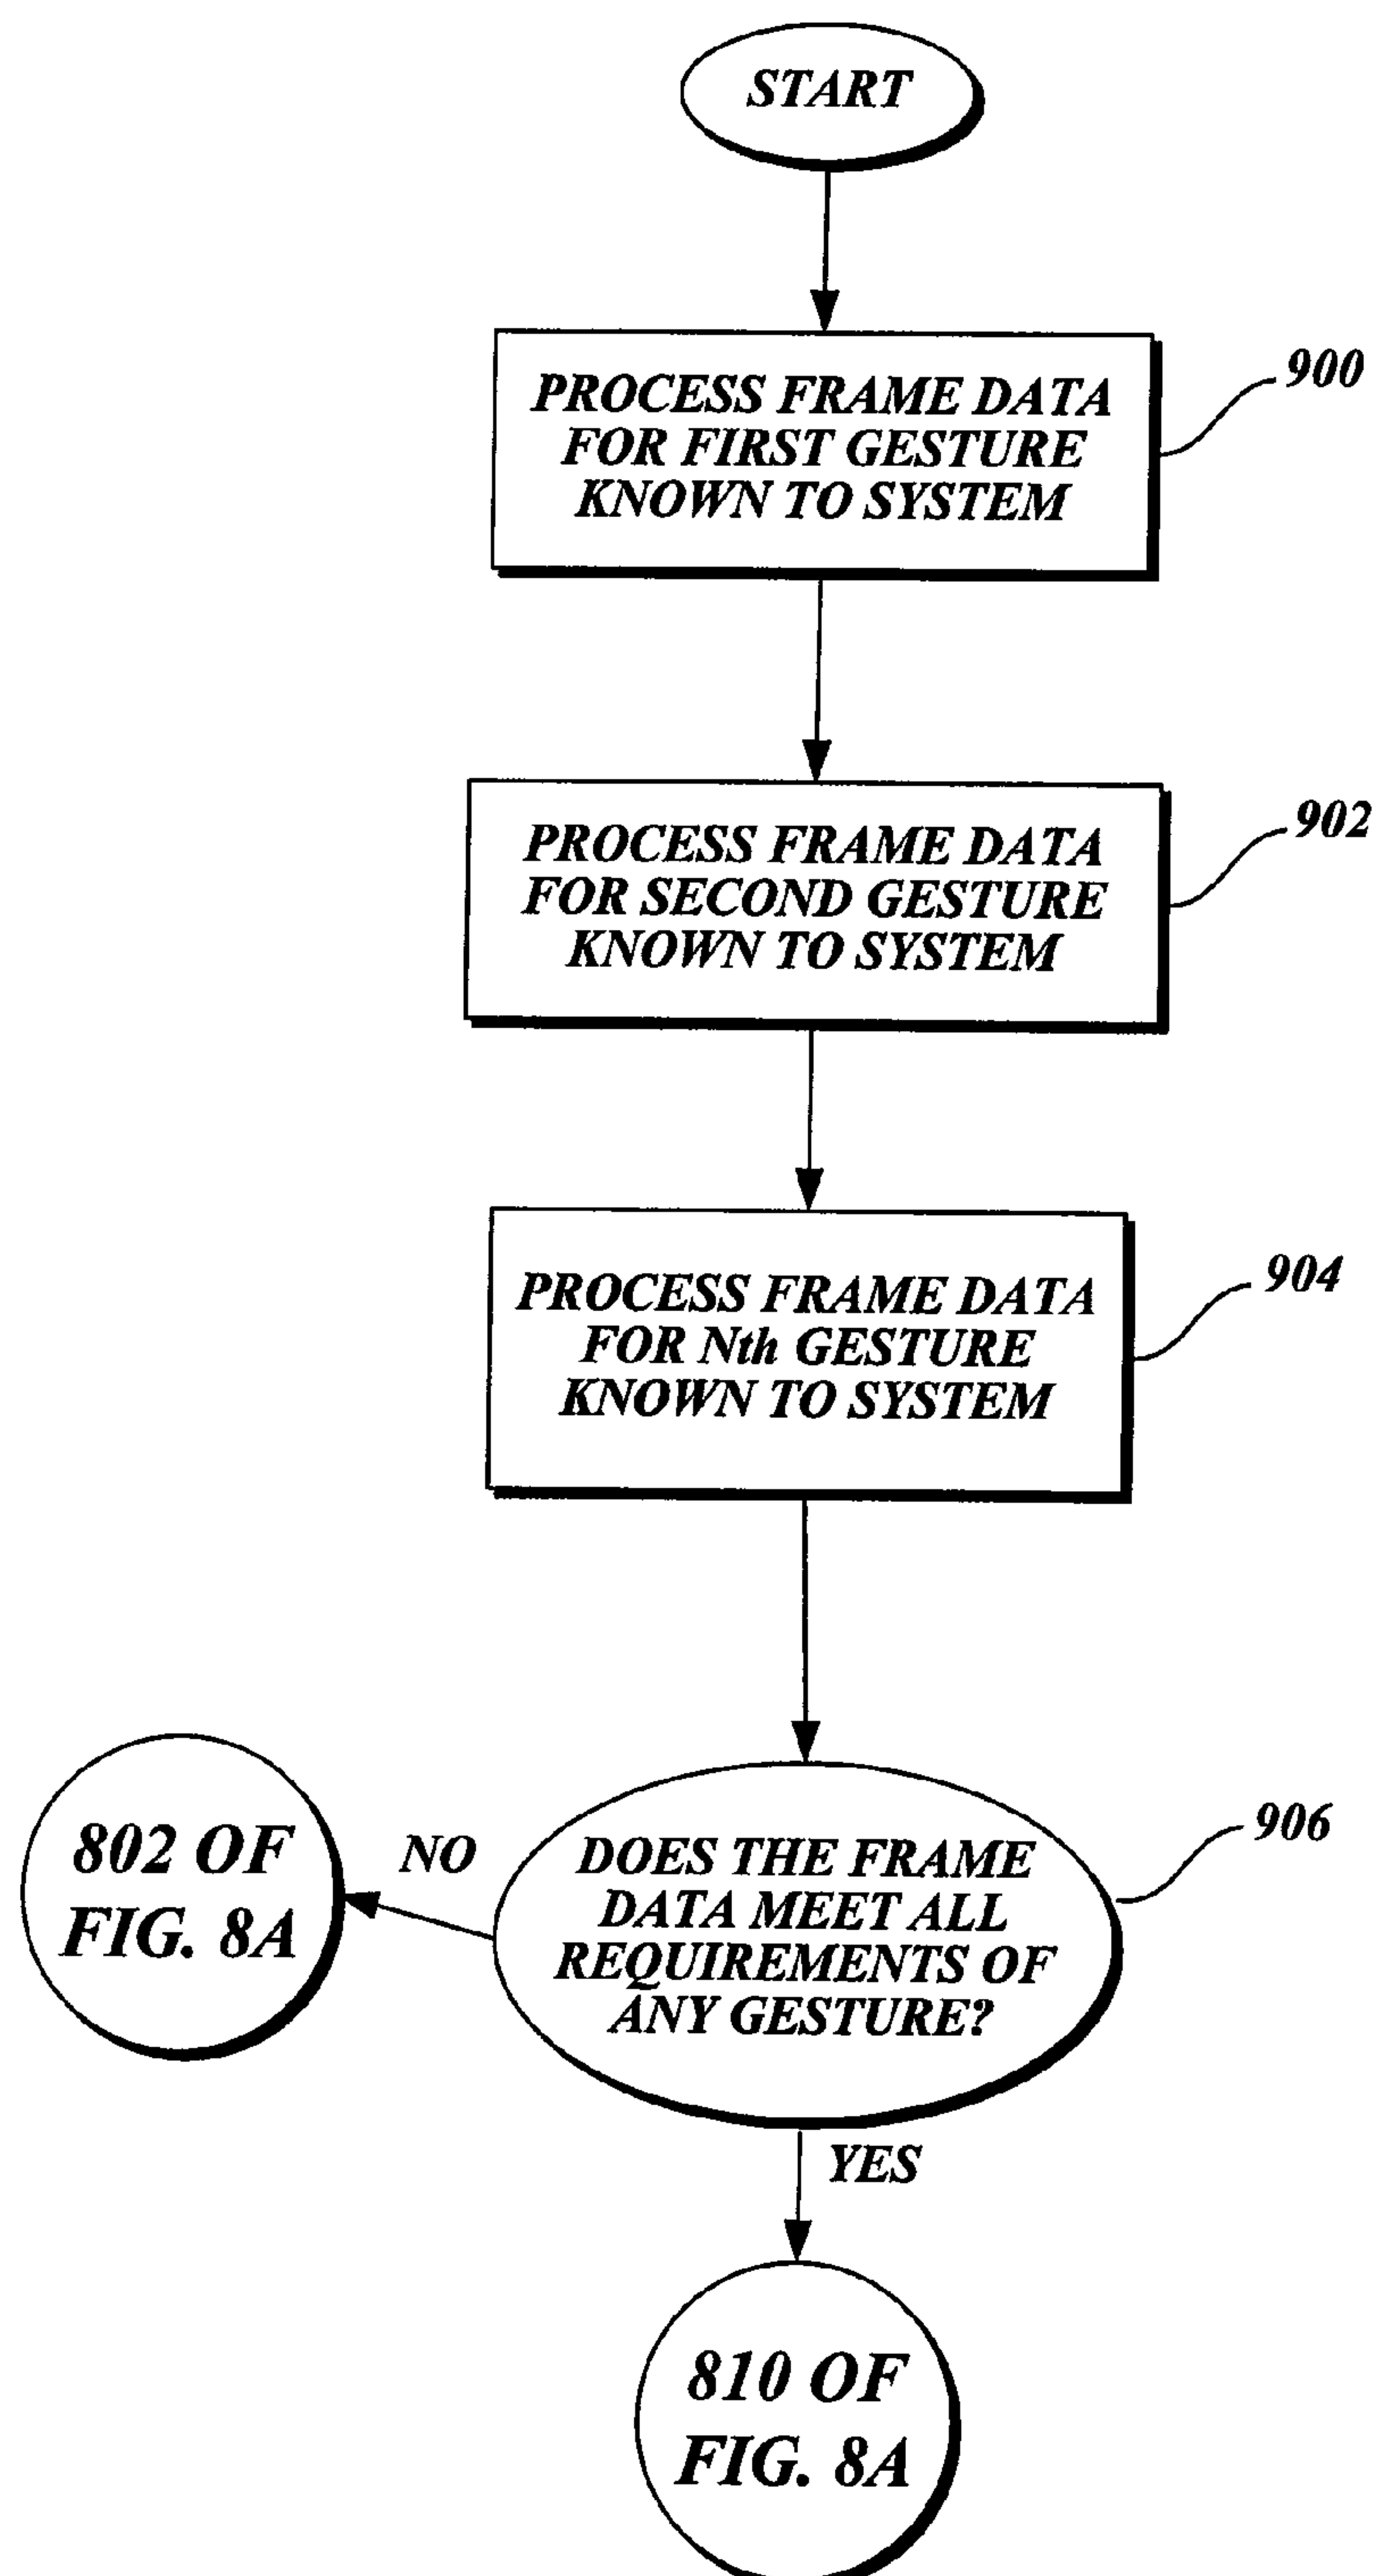 START
PROCESS FRAME DATA
FOR FIRST GESTURE
KNOWN TO SYSTEM
900
PROCESS FRAME DATA
FOR SECOND GESTURE
KNOWN TO SYSTEM
902
PROCESS FRAME DATA
FOR Nth GESTURE
KNOWN TO SYSTEM
904
DOES THE FRAME
DATA MEET ALL
REQUIREMENTS OF
ANY GESTURE?
906
NO
802 OF
FIG. 8A
YES
810 OF
FIG. 8A